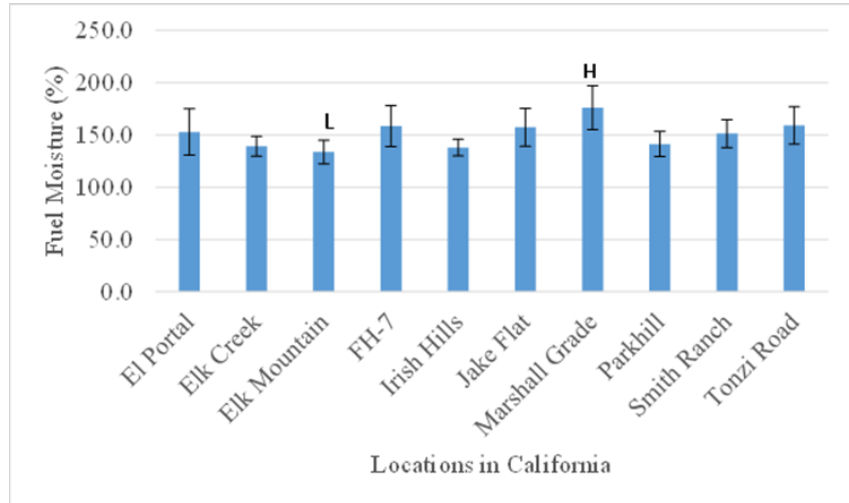 250.0
200.0
150.0
100.0
50.0
0.0
Fuel Moisture (%)
L
H
El Portal
Elk Creek
Elk Mountain
FH-7
Irish Hills
Jake Flat
Marshall Grade
Parkhill
Smith Ranch
Tonzi Road
Locations in California